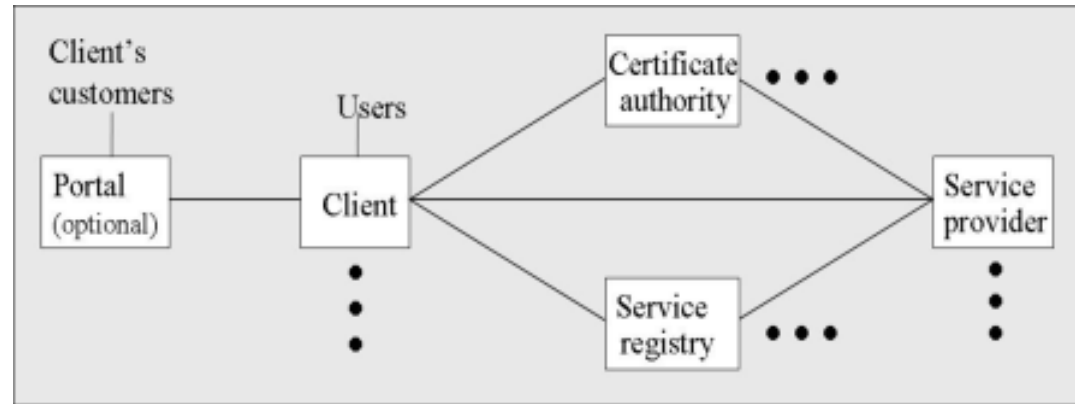 Client's
customers
Users
Portal
(optional)
Client
Certificate
authority
Service
registry
Service
provider